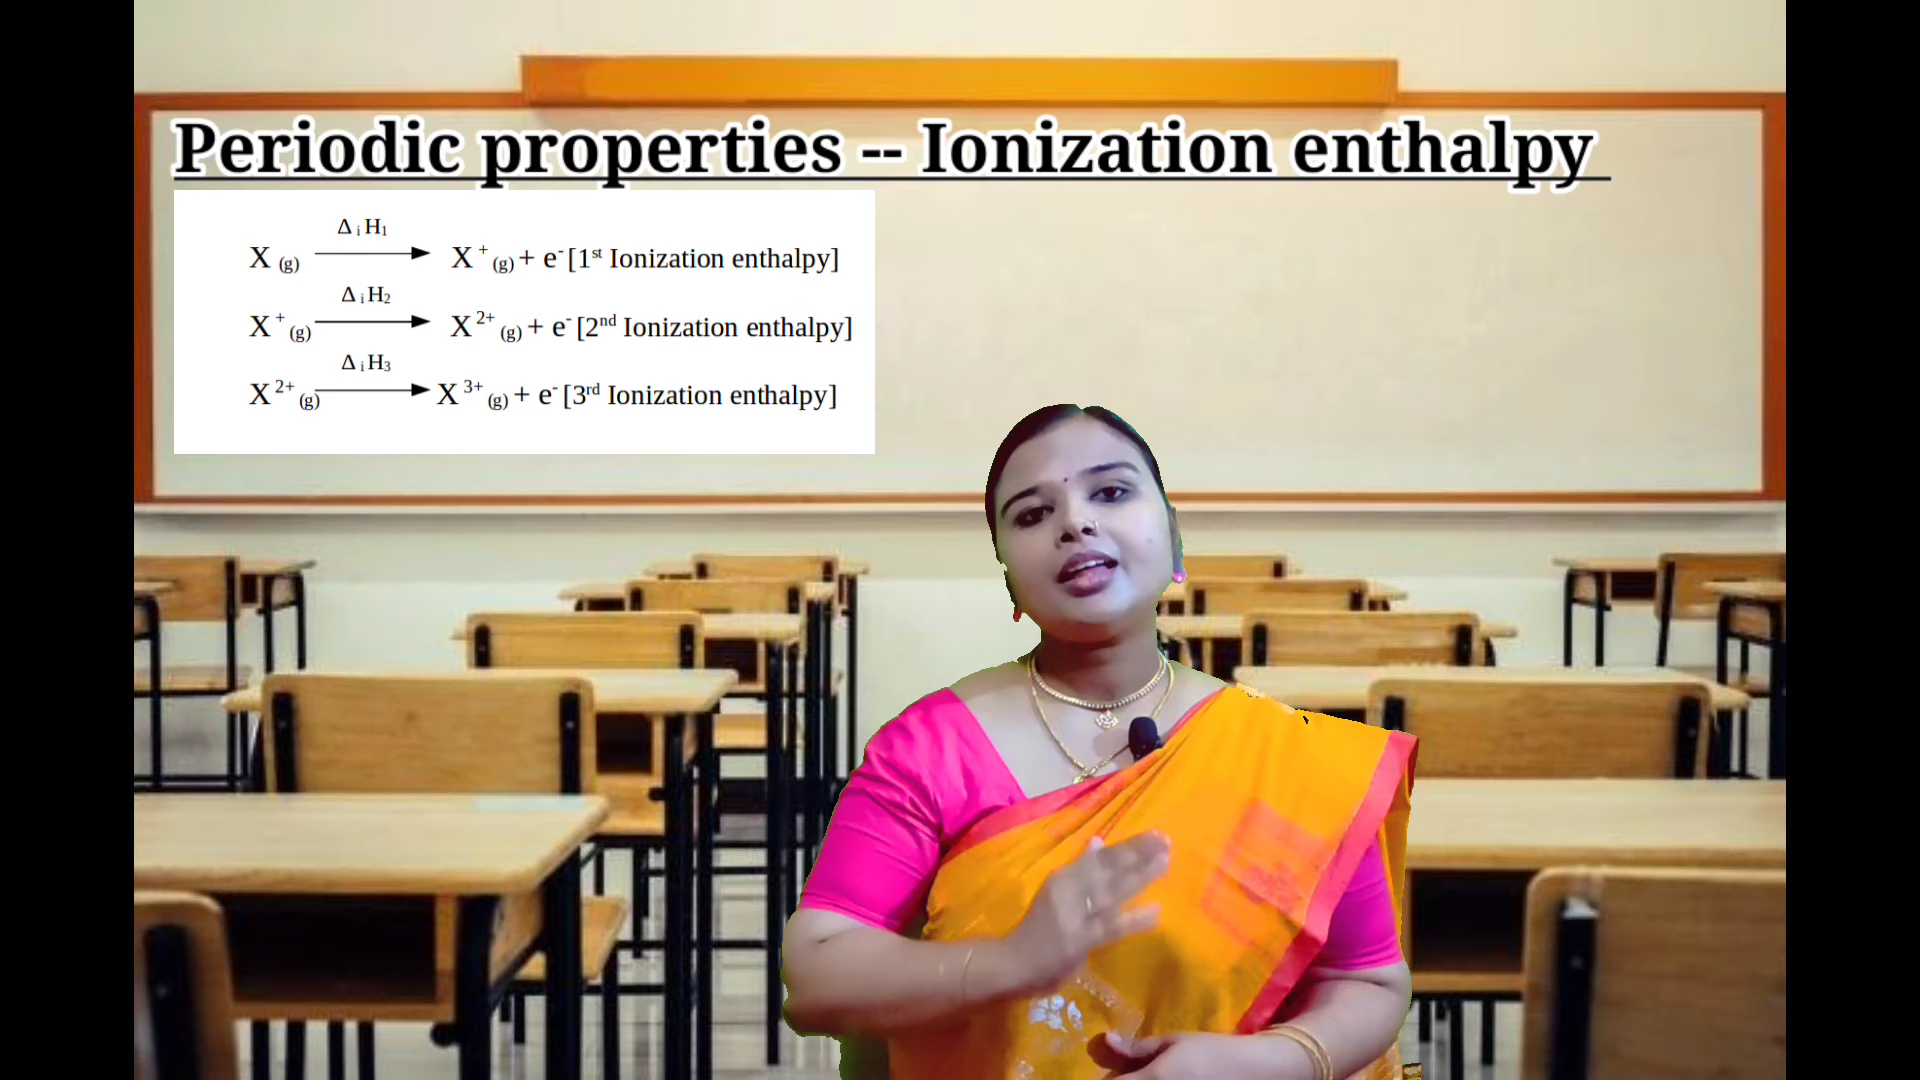 Periodic properties -- Ionization enthalpy
Δ i H1
X (g) → X + (g) + e- [1st Ionization enthalpy]
Δ i H2
X + (g) → X 2+ (g) + e- [2nd Ionization enthalpy]
Δ i H3
X 2+ (g) → X 3+ (g) + e- [3rd Ionization enthalpy]